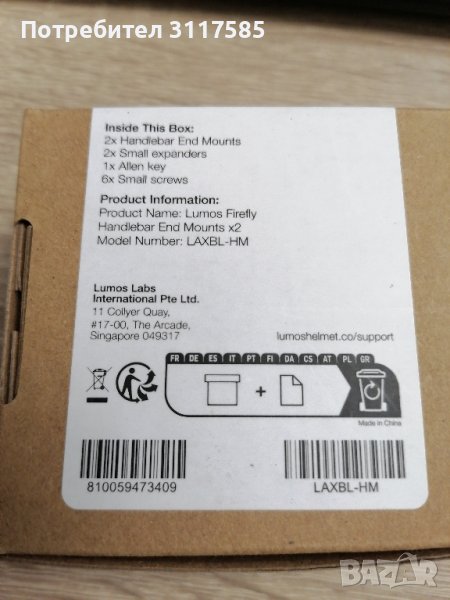 Потребител 3117585
Inside This Box:
2x Handlebar End Mounts
2x Small expanders
1x Allen key
6x Small screws
Product Information:
Product Name: Lumos Firefly
Handlebar End Mounts x2
Model Number: LAXBL-HM
Lumos Labs
International Pte Ltd.
11 Collyer Quay,
#17-00, The Arcade,
Singapore 049317
lumoshelmet.co/support
FR DE ES IT PT FI DA CS AT PL GR
+
Made in China
810059473409
LAXBL-HM
BAZAR